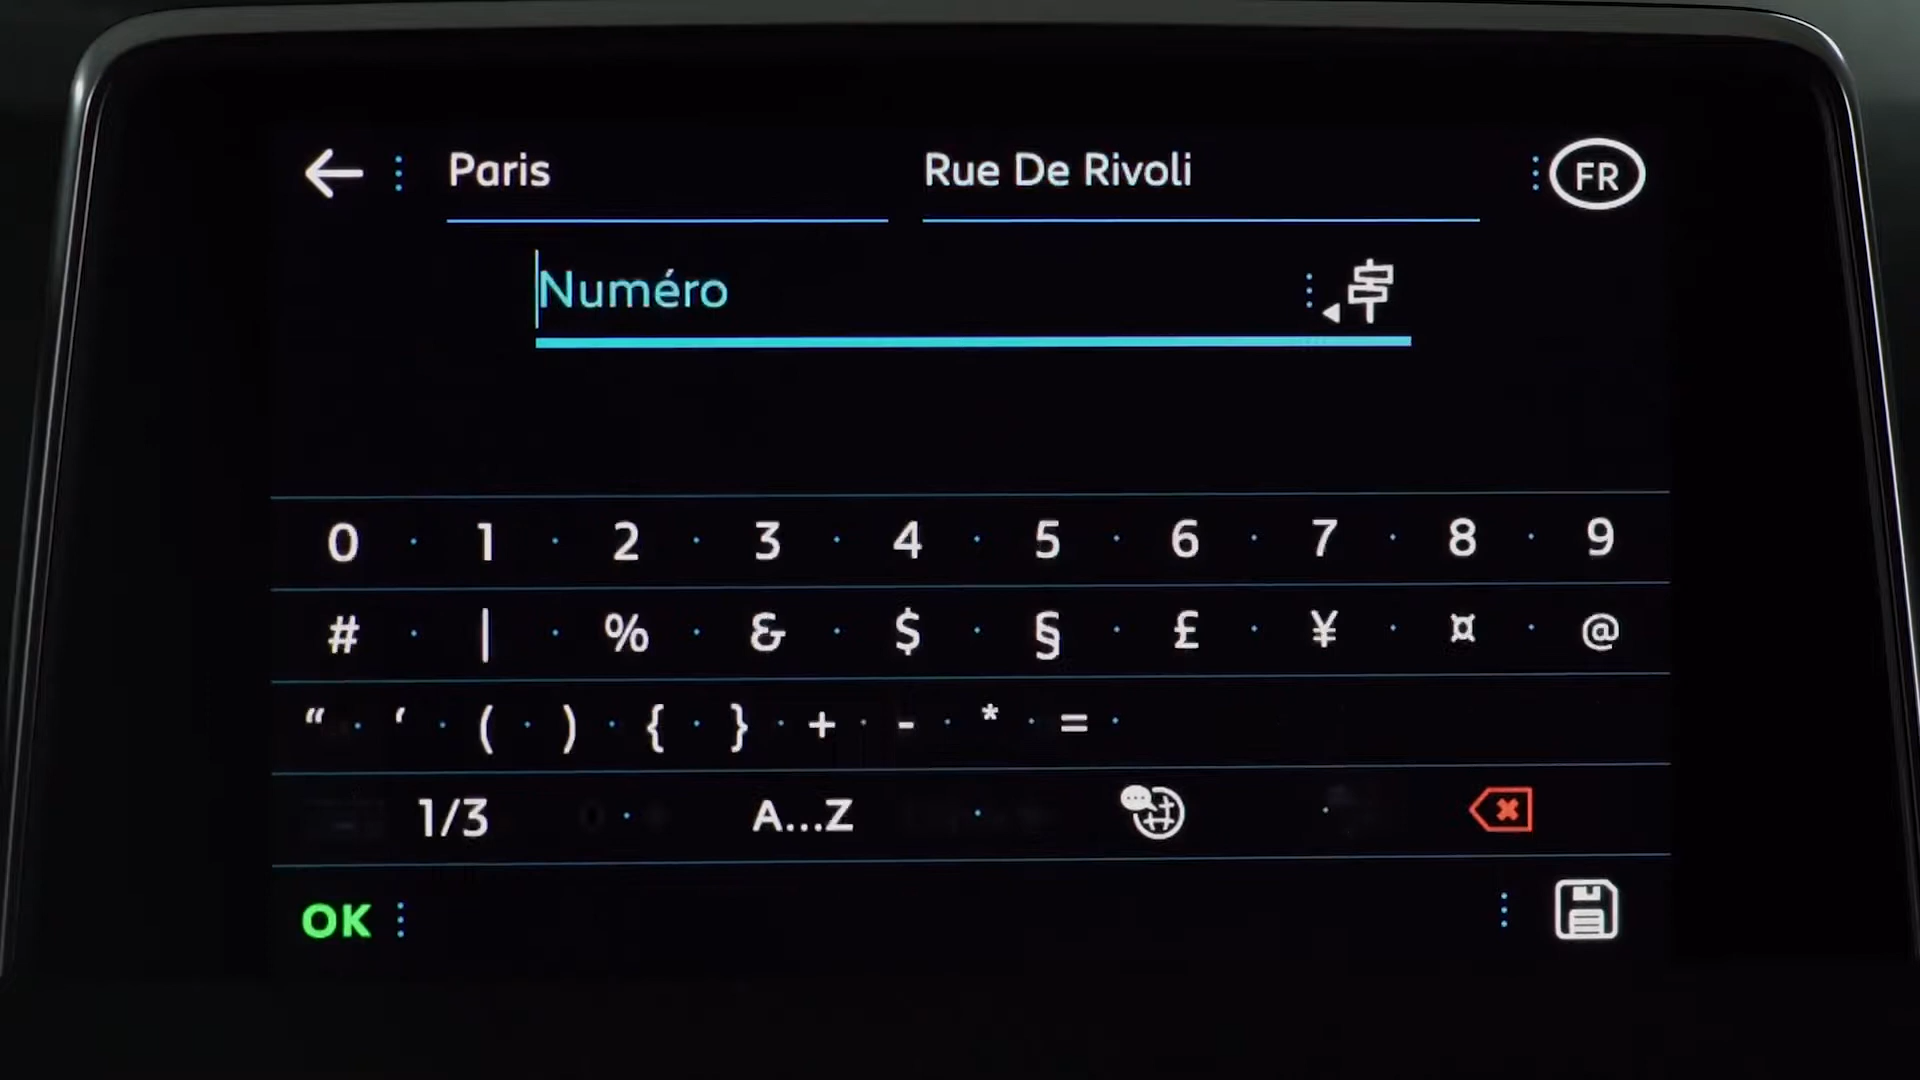 Paris Rue De Rivoli FR
Numéro
0 1 2 3 4 5 6 7 8 9
# | % & $ § £ ¥ ¤ @
“ ‘ ( ) { } + - * =
1/3 A...Z
OK